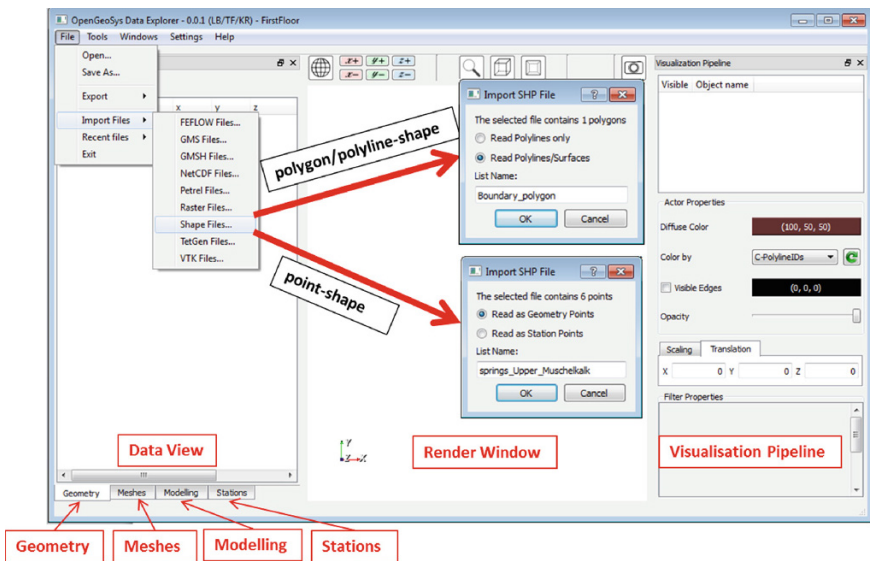 OpenGeoSys Data Explorer - 0.0.1 (LB/TF/KR) - FirstFloor
File Tools Windows Settings Help
Open...
Save As...
Export
Import Files
Recent files
Exit
x y z
FEFLOW Files...
GMS Files...
GMSH Files...
NetCDF Files...
Petrel Files...
Raster Files...
Shape Files...
TetGen Files...
VTK Files...
x+ y+ z+
x- y- z-
polygon/polyline-shape
point-shape
Import SHP File
The selected file contains 1 polygons
Read Polylines only
Read Polylines/Surfaces
List Name:
Boundary_polygon
OK Cancel
Import SHP File
The selected file contains 6 points
Read as Geometry Points
Read as Station Points
List Name:
springs_Upper_Muschelkalk
OK Cancel
Visualization Pipeline
Visible Object name
Actor Properties
Diffuse Color (100, 50, 50)
Color by C-PolylineIDs
Visible Edges (0, 0, 0)
Opacity
Scaling Translation
X 0 Y 0 Z 0
Filter Properties
Data View
Render Window
Visualisation Pipeline
Y
Z X
Geometry Meshes Modelling Stations
Geometry Meshes Modelling Stations